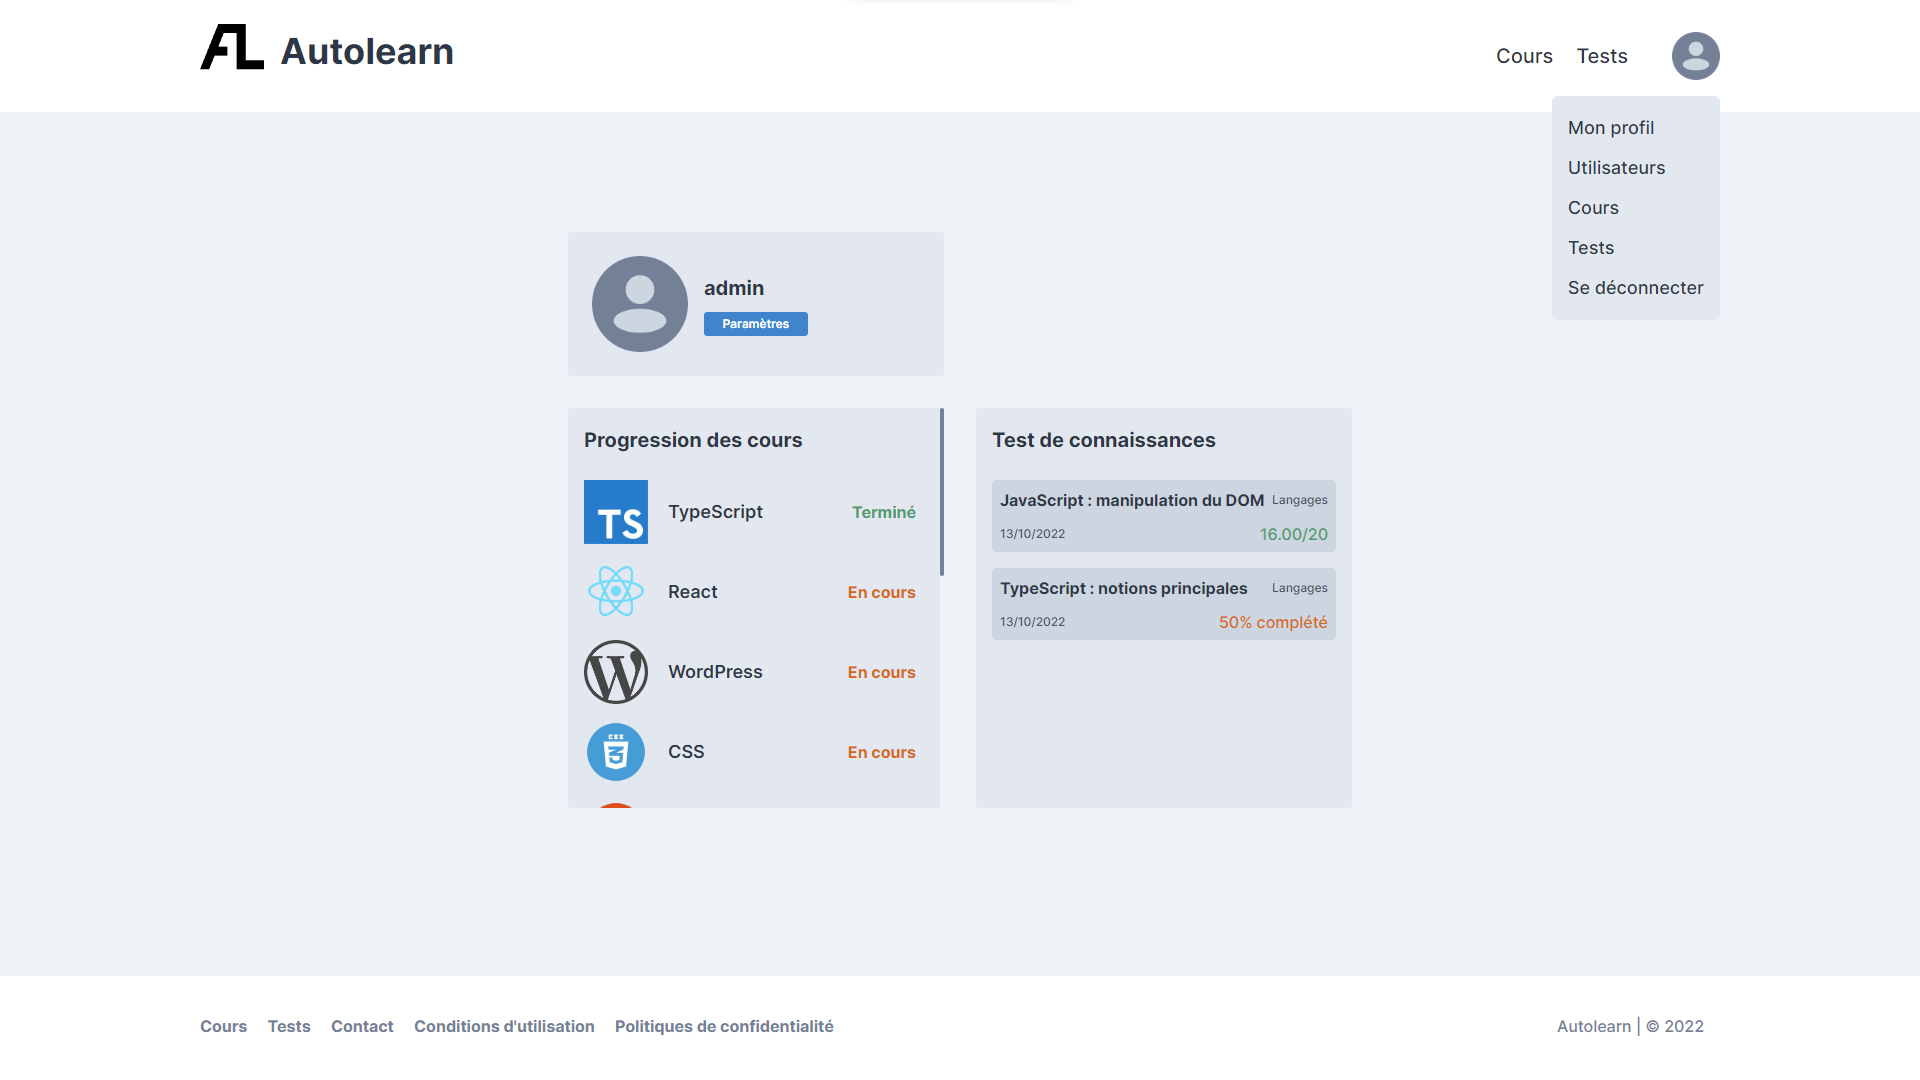 AL Autolearn
Cours Tests
Mon profil
Utilisateurs
Cours
Tests
Se déconnecter
admin
Paramètres
Progression des cours
TS TypeScript Terminé
React En cours
WordPress En cours
CSS CSS En cours
Test de connaissances
JavaScript : manipulation du DOM Langages
13/10/2022 16.00/20
TypeScript : notions principales Langages
13/10/2022 50% complété
Cours Tests Contact Conditions d'utilisation Politiques de confidentialité
Autolearn | © 2022